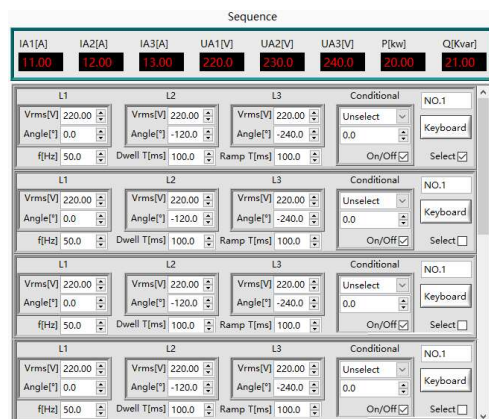 Sequence
IA1[A] IA2[A] IA3[A] UA1[V] UA2[V] UA3[V] P[kw] Q[Kvar]
11.00 12.00 13.00 220.0 230.0 240.0 20.00 21.00
L1 L2 L3 Conditional NO.1
Vrms[V] 220.00 Vrms[V] 220.00 Vrms[V] 220.00 Unselect Keyboard
Angle[°] 0.0 Angle[°] -120.0 Angle[°] -240.0 0.0
f[Hz] 50.0 Dwell T[ms] 100.0 Ramp T[ms] 100.0 On/Off Select
L1 L2 L3 Conditional NO.1
Vrms[V] 220.00 Vrms[V] 220.00 Vrms[V] 220.00 Unselect Keyboard
Angle[°] 0.0 Angle[°] -120.0 Angle[°] -240.0 0.0
f[Hz] 50.0 Dwell T[ms] 100.0 Ramp T[ms] 100.0 On/Off Select
L1 L2 L3 Conditional NO.1
Vrms[V] 220.00 Vrms[V] 220.00 Vrms[V] 220.00 Unselect Keyboard
Angle[°] 0.0 Angle[°] -120.0 Angle[°] -240.0 0.0
f[Hz] 50.0 Dwell T[ms] 100.0 Ramp T[ms] 100.0 On/Off Select
L1 L2 L3 Conditional NO.1
Vrms[V] 220.00 Vrms[V] 220.00 Vrms[V] 220.00 Unselect Keyboard
Angle[°] 0.0 Angle[°] -120.0 Angle[°] -240.0 0.0
f[Hz] 50.0 Dwell T[ms] 100.0 Ramp T[ms] 100.0 On/Off Select